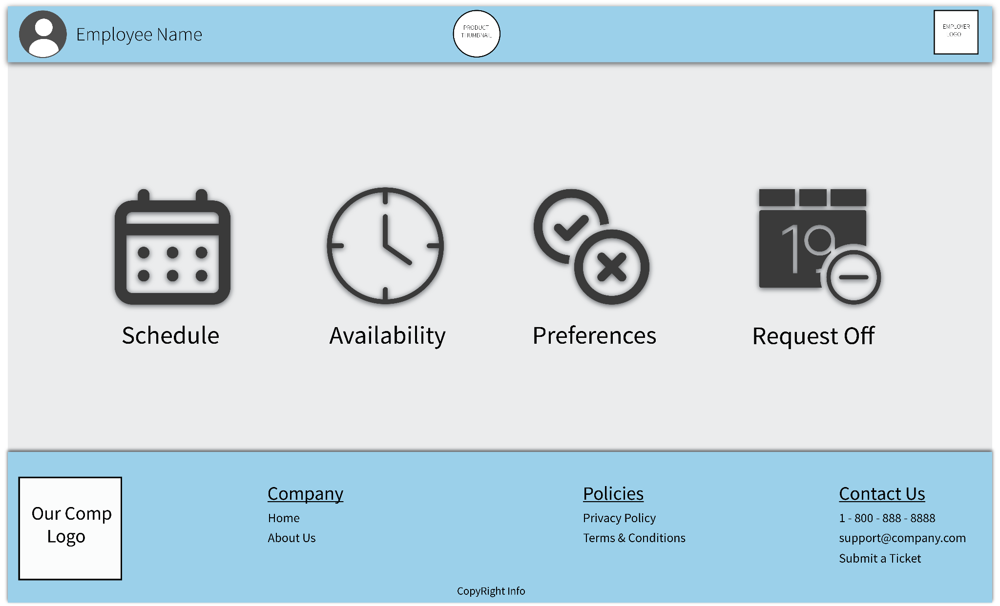 Employee Name
PRODUCT
THUMBNAIL
EMPLOYER
LOGO
19
Schedule
Availability
Preferences
Request Off
Our Comp
Logo
Company
Home
About Us
Policies
Privacy Policy
Terms & Conditions
Contact Us
1 - 800 - 888 - 8888
support@company.com
Submit a Ticket
CopyRight Info